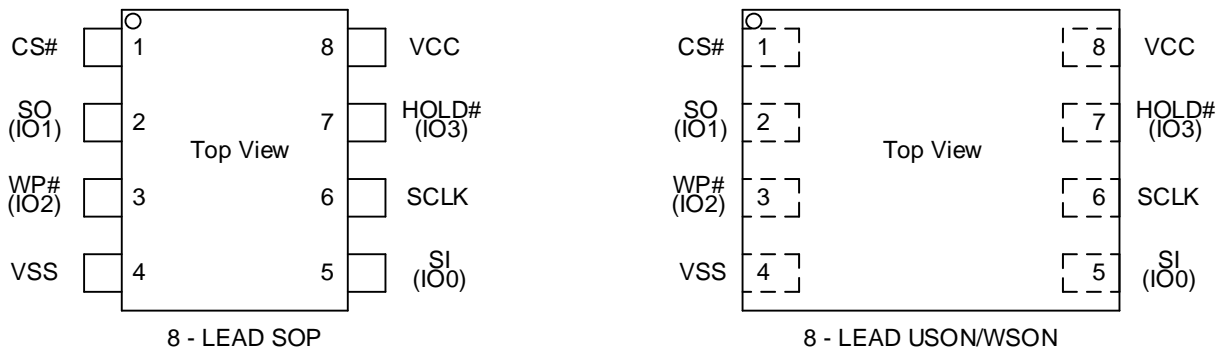 CS#
1
8
VCC
SO
(IO1)
2
7
HOLD#
(IO3)
Top View
WP#
(IO2)
3
6
SCLK
VSS
4
5
SI
(IO0)
8 - LEAD SOP
CS#
1
8
VCC
SO
(IO1)
2
7
HOLD#
(IO3)
Top View
WP#
(IO2)
3
6
SCLK
VSS
4
5
SI
(IO0)
8 - LEAD USON/WSON